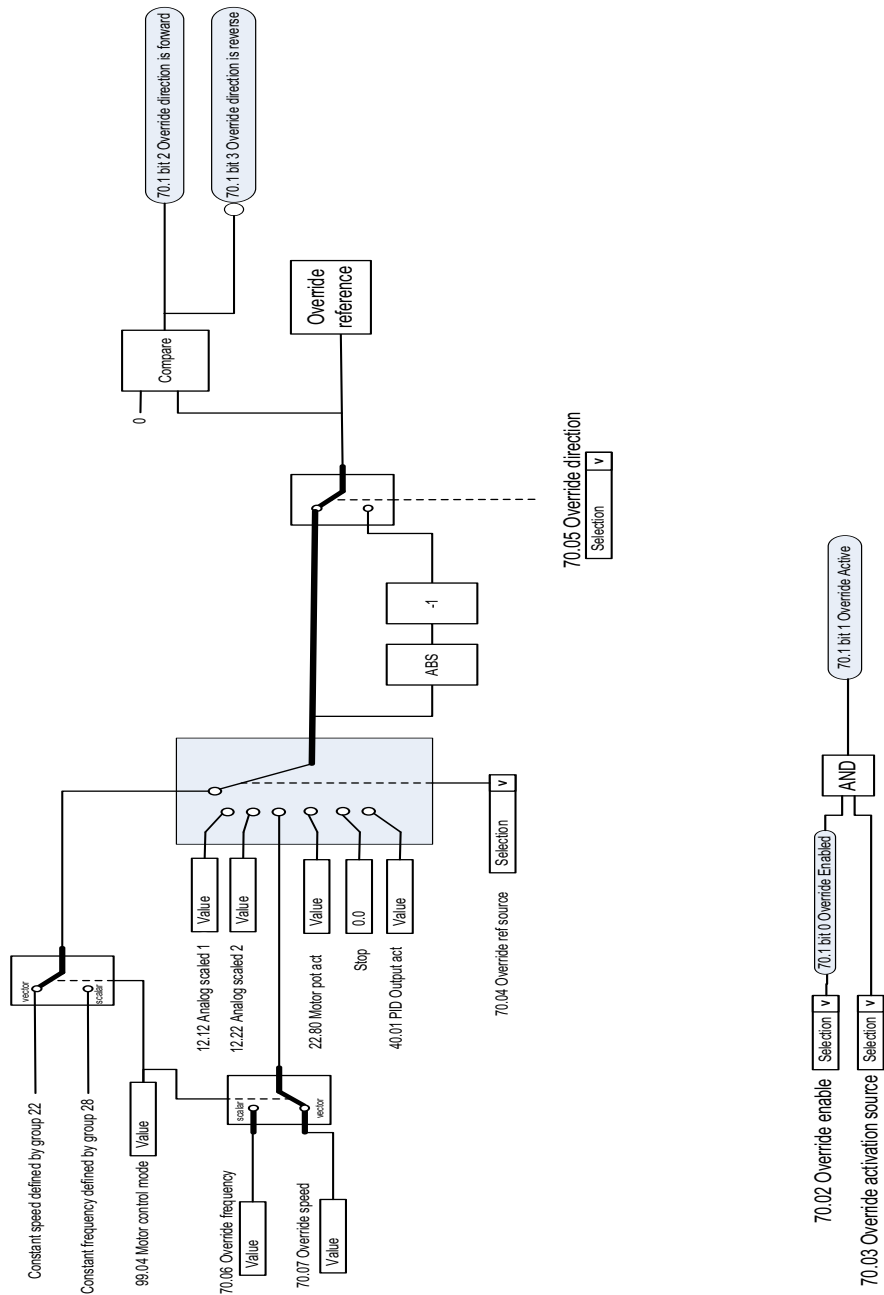 Constant speed defined by group 22
Constant frequency defined by group 28
99.04 Motor control mode
Value
vector
scalar
70.06 Override frequency
Value
70.07 Override speed
Value
scalar
vector
12.12 Analog scaled 1
Value
12.22 Analog scaled 2
Value
22.80 Motor pot act
Value
Stop
0.0
40.01 PID Output act
Value
70.04 Override ref source
Selection
v
ABS
-1
70.05 Override direction
Selection
v
0
Compare
Override
reference
70.1 bit 2 Override direction is forward
70.1 bit 3 Override direction is reverse
70.02 Override enable
Selection
v
70.1 bit 0 Override Enabled
70.03 Override activation source
Selection
v
AND
70.1 bit 1 Override Active